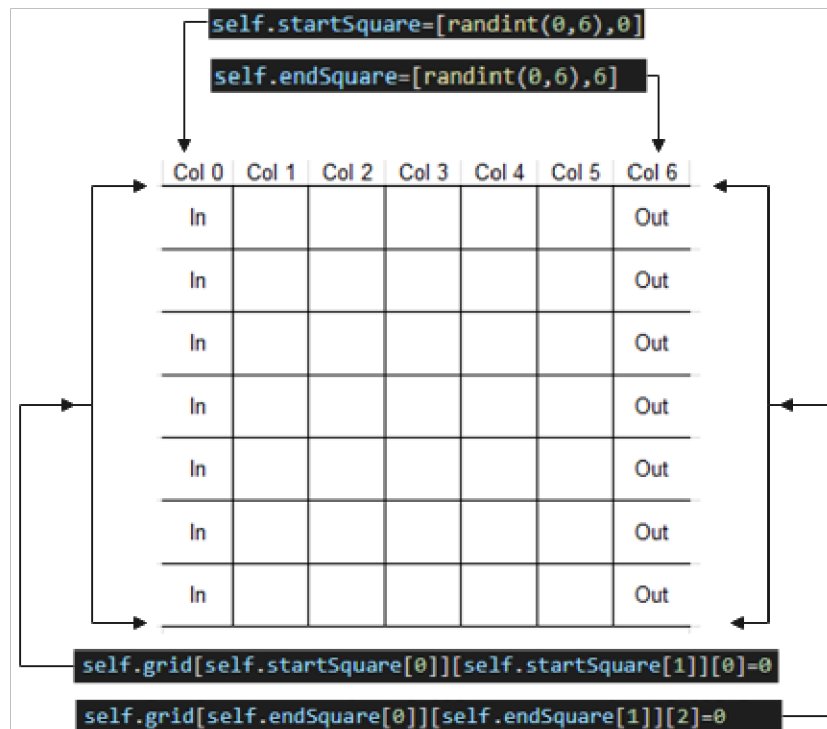 self.startSquare=[randint(0,6),0]
self.endSquare=[randint(0,6),6]
Col 0 Col 1 Col 2 Col 3 Col 4 Col 5 Col 6
In Out
In Out
In Out
In Out
In Out
In Out
In Out
self.grid[self.startSquare[0]][self.startSquare[1]][0]=0
self.grid[self.endSquare[0]][self.endSquare[1]][2]=0